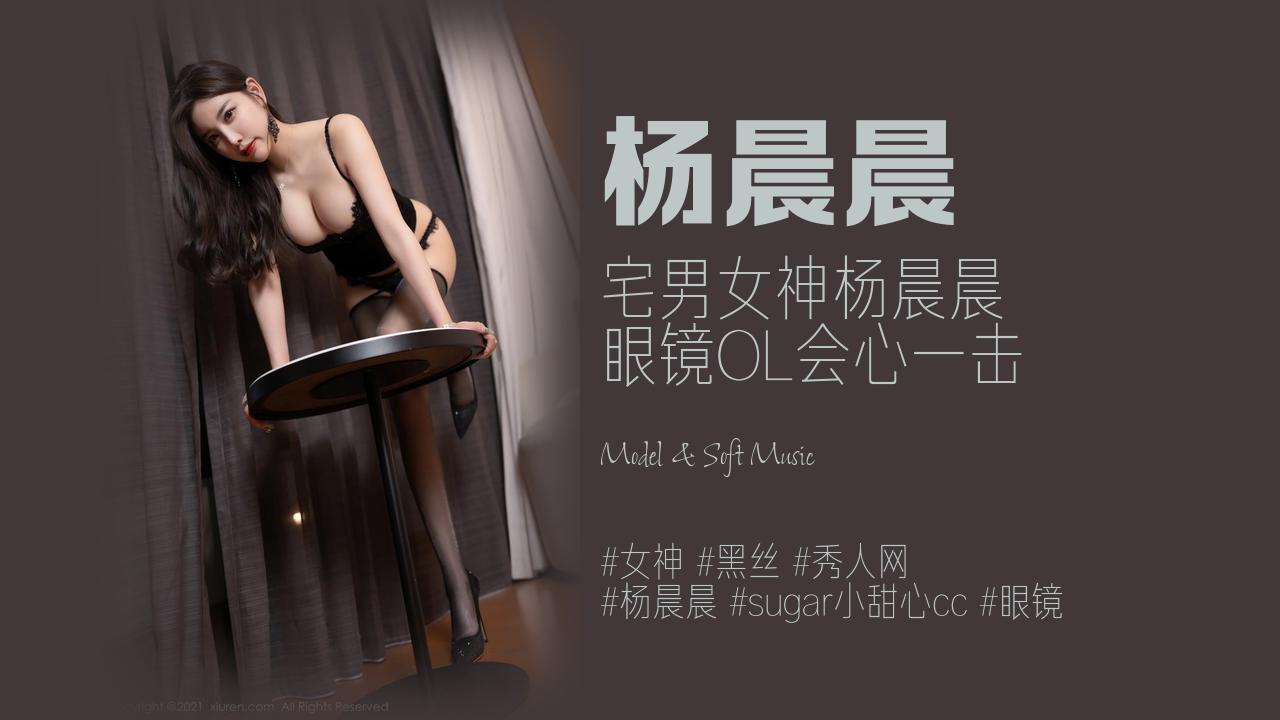 杨晨晨
宅男女神杨晨晨
眼镜OL会心一击
Model & Soft Music
#女神 #黑丝 #秀人网
#杨晨晨 #sugar小甜心cc #眼镜
copyright ©2021 xiuren.com All Rights Reserved